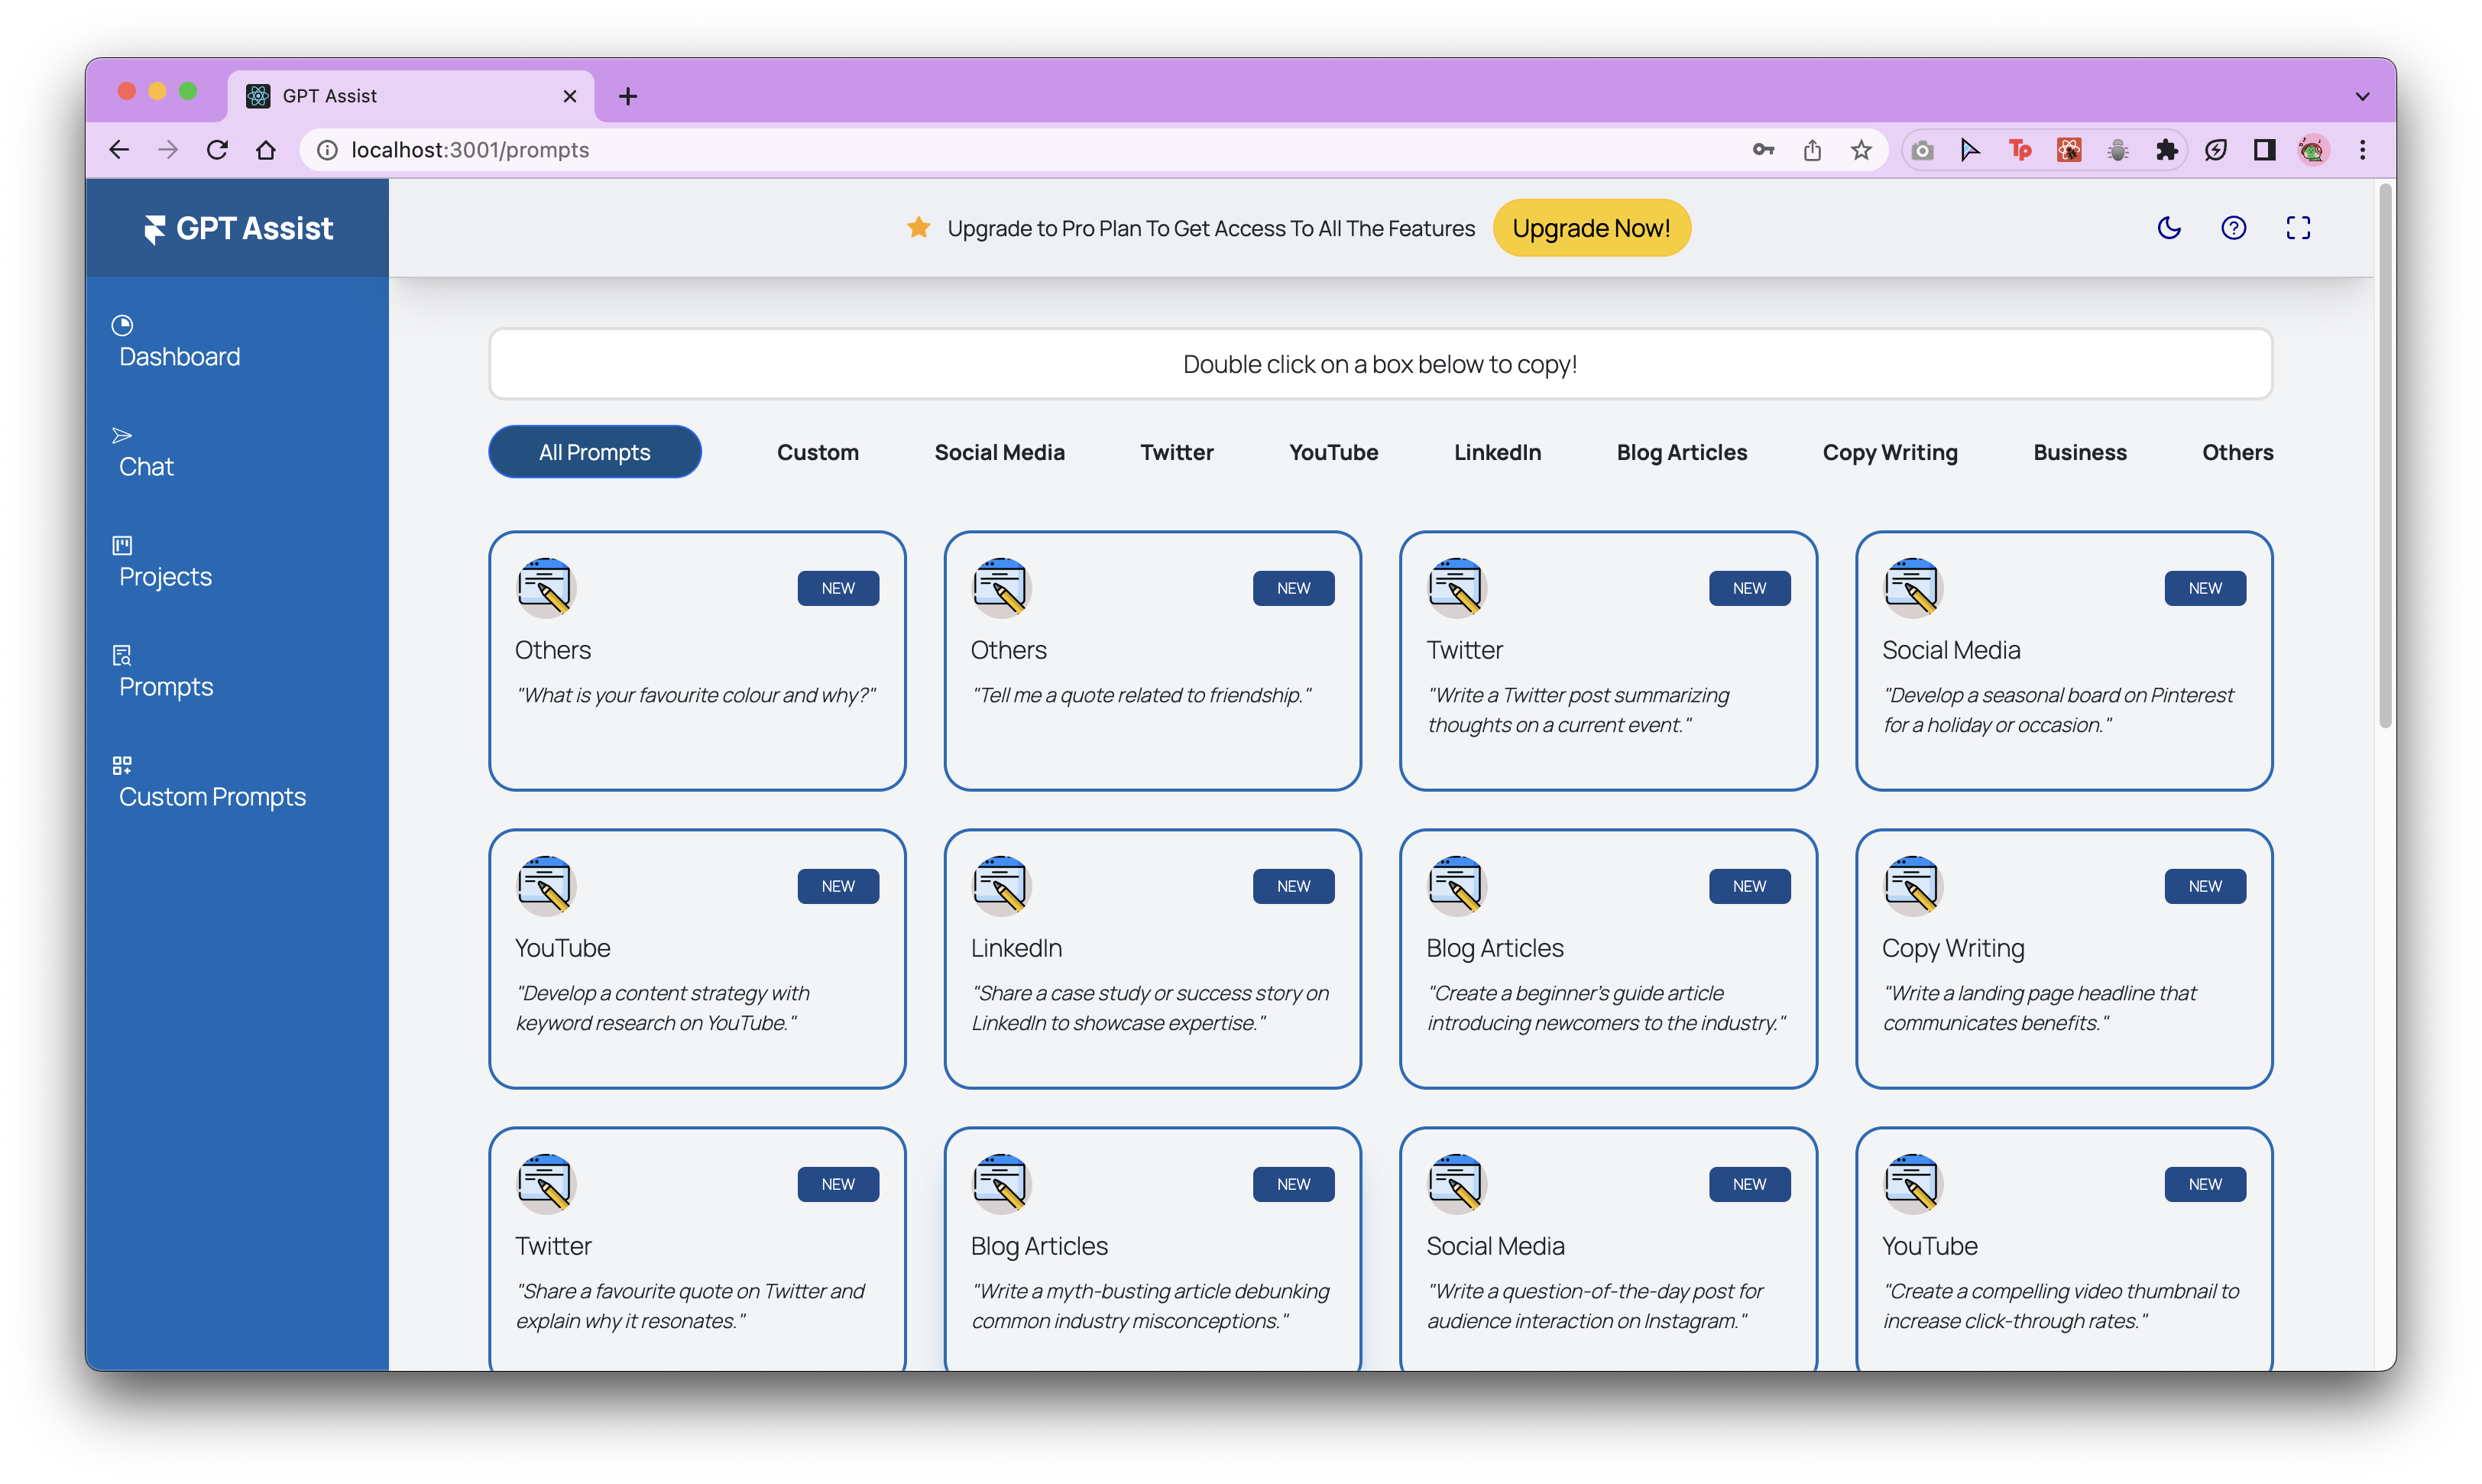 GPT Assist
localhost:3001/prompts
GPT Assist
Upgrade to Pro Plan To Get Access To All The Features
Upgrade Now!
Dashboard
Chat
Projects
Prompts
Custom Prompts
Double click on a box below to copy!
All Prompts Custom Social Media Twitter YouTube LinkedIn Blog Articles Copy Writing Business Others
NEW
Others
"What is your favourite colour and why?"
NEW
Others
"Tell me a quote related to friendship."
NEW
Twitter
"Write a Twitter post summarizing
thoughts on a current event."
NEW
Social Media
"Develop a seasonal board on Pinterest
for a holiday or occasion."
NEW
YouTube
"Develop a content strategy with
keyword research on YouTube."
NEW
LinkedIn
"Share a case study or success story on
LinkedIn to showcase expertise."
NEW
Blog Articles
"Create a beginner's guide article
introducing newcomers to the industry."
NEW
Copy Writing
"Write a landing page headline that
communicates benefits."
NEW
Twitter
"Share a favourite quote on Twitter and
explain why it resonates."
NEW
Blog Articles
"Write a myth-busting article debunking
common industry misconceptions."
NEW
Social Media
"Write a question-of-the-day post for
audience interaction on Instagram."
NEW
YouTube
"Create a compelling video thumbnail to
increase click-through rates."